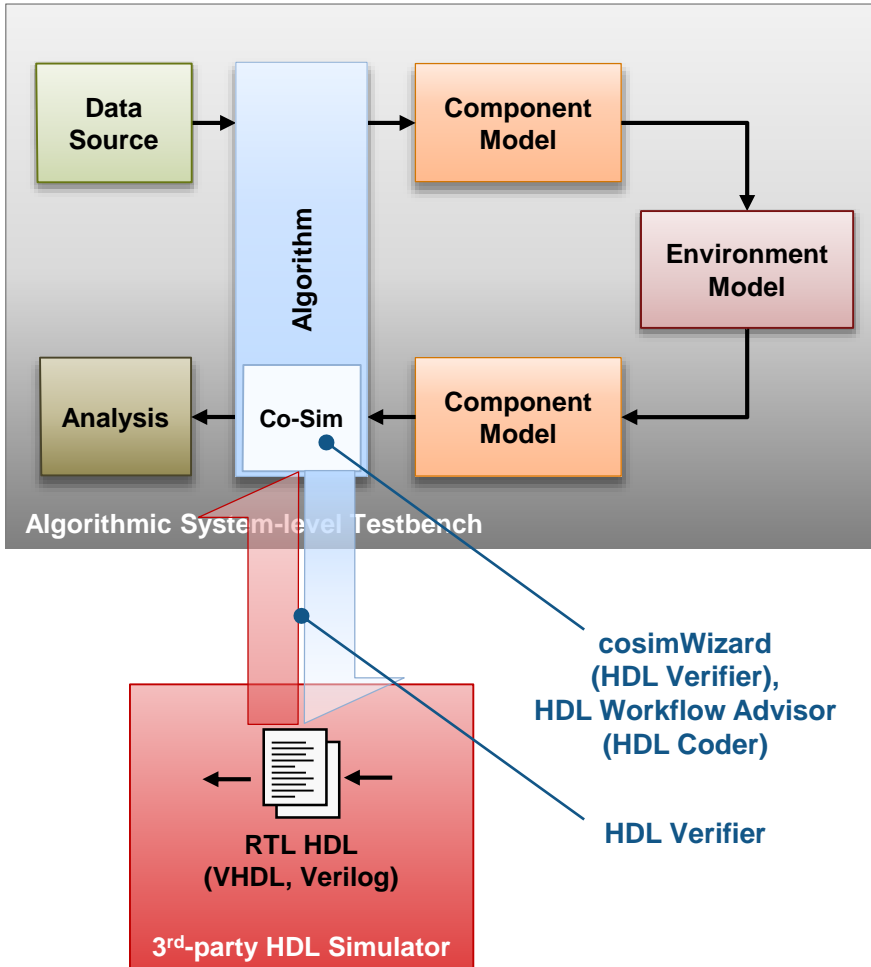 Data
Source
Algorithm
Component
Model
Environment
Model
Analysis
Co-Sim
Component
Model
Algorithmic System-level Testbench
cosimWizard
(HDL Verifier),
HDL Workflow Advisor
(HDL Coder)
HDL Verifier
RTL HDL
(VHDL, Verilog)
3rd-party HDL Simulator